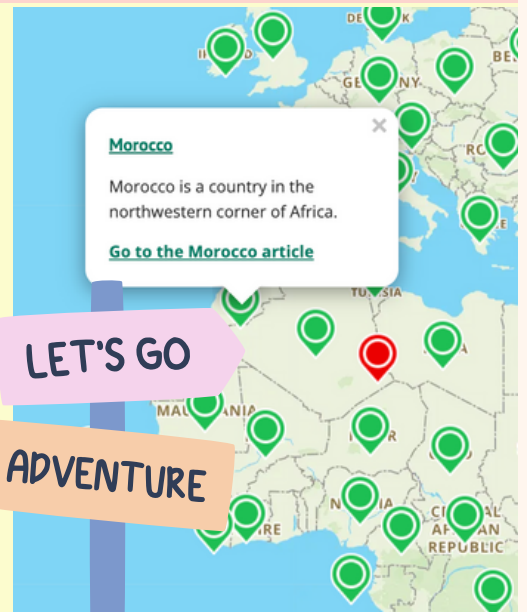 Morocco
Morocco is a country in the
northwestern corner of Africa.
Go to the Morocco article
LET'S GO
ADVENTURE
REPUBLIC